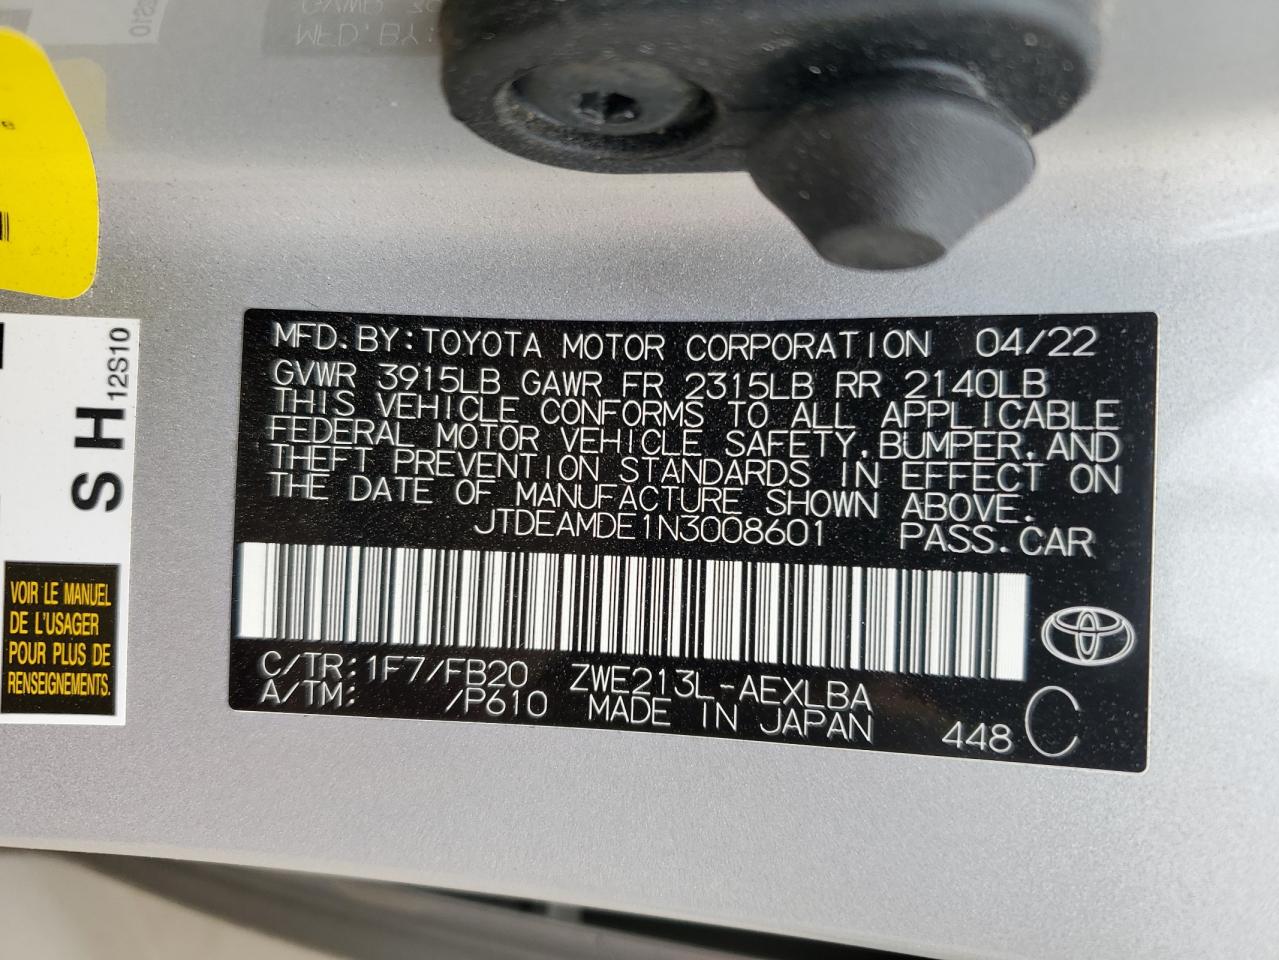 MFD. BY: TOYOTA MOTOR CORPORATION 04/22
GVWR 3915LB GAWR FR 2315LB RR 2140LB
THIS VEHICLE CONFORMS TO ALL APPLICABLE
FEDERAL MOTOR VEHICLE SAFETY, BUMPER, AND
THEFT PREVENTION STANDARDS IN EFFECT ON
THE DATE OF MANUFACTURE SHOWN ABOVE.
JTDEAMDE1N3008601 PASS. CAR
C/TR: 1F7/FB20 ZWE213L-AEXLBA
A/TM: /P610 MADE IN JAPAN 448 C
S H 12S10
VOIR LE MANUEL
DE L'USAGER
POUR PLUS DE
RENSEIGNEMENTS.